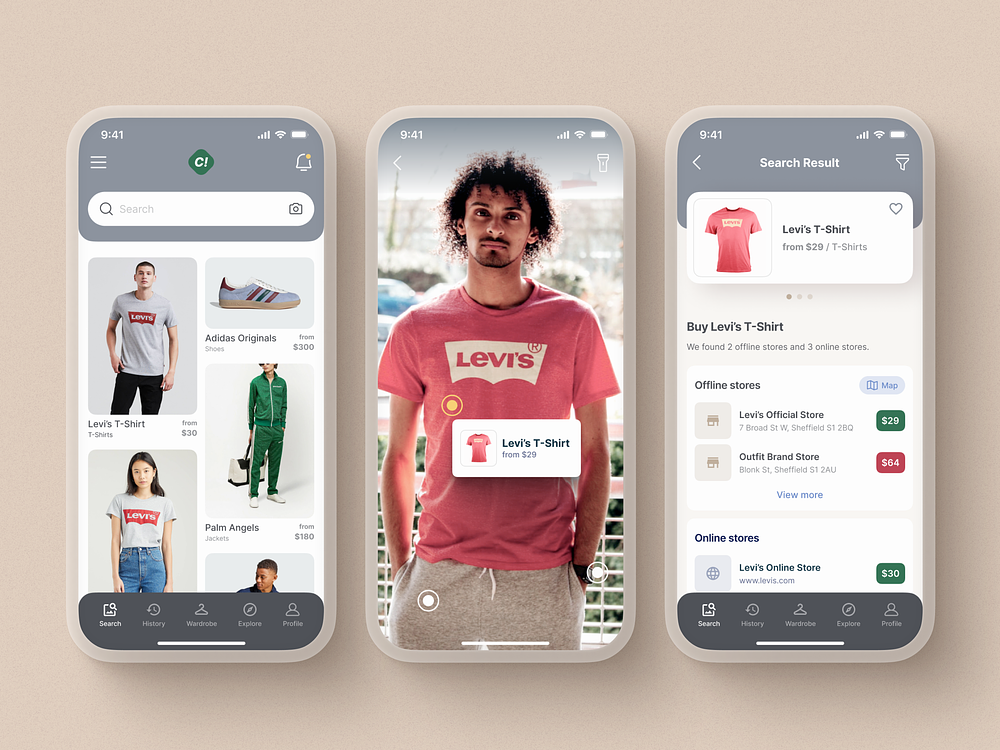 9:41
C!
Search
LEVI'S
Levi's T-Shirt
T-Shirts
from
$30
Adidas Originals
Shoes
from
$300
LEVI'S
Palm Angels
Jackets
from
$180
Search
History
Wardrobe
Explore
Profile
9:41
LEVI'S
®
Levi's T-Shirt
from $29
9:41
Search Result
LEVI'S
Levi's T-Shirt
from $29 / T-Shirts
Buy Levi's T-Shirt
We found 2 offline stores and 3 online stores.
Offline stores
Map
Levi's Official Store
7 Broad St W, Sheffield S1 2BQ
$29
Outfit Brand Store
Blonk St, Sheffield S1 2AU
$64
View more
Online stores
Levi's Online Store
www.levis.com
$30
Search
History
Wardrobe
Explore
Profile